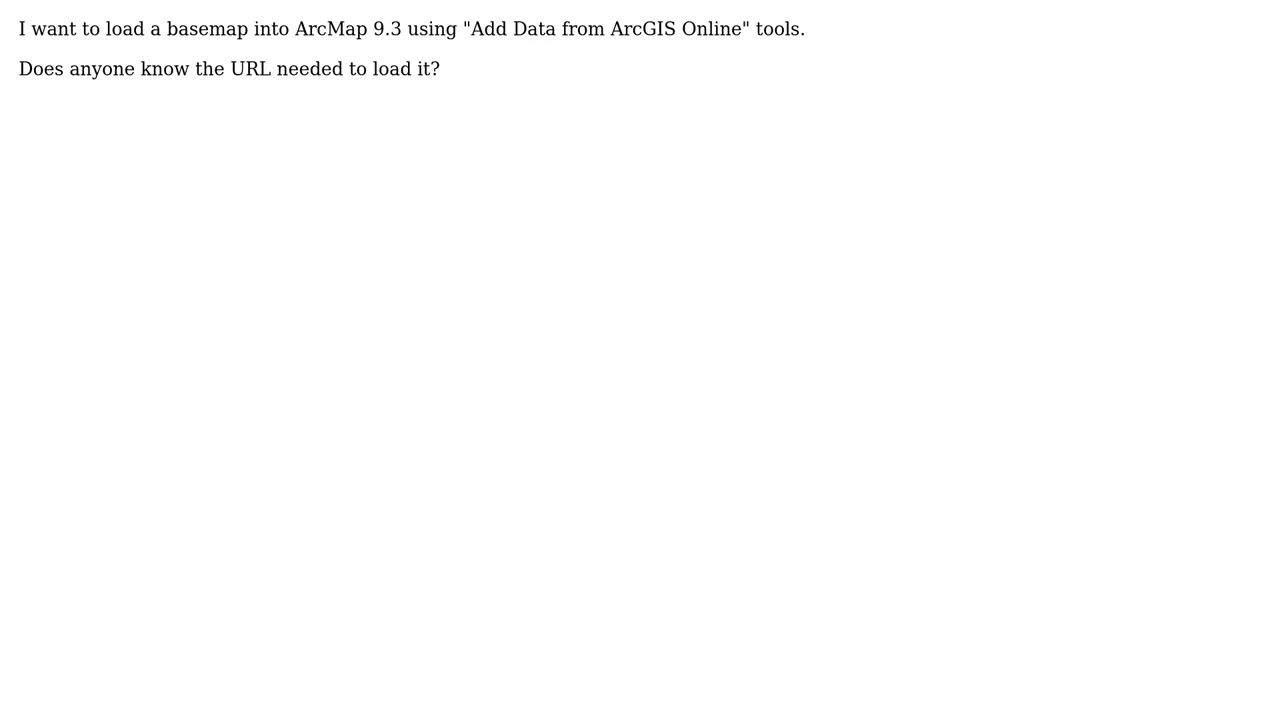 I want to load a basemap into ArcMap 9.3 using "Add Data from ArcGIS Online" tools.
Does anyone know the URL needed to load it?